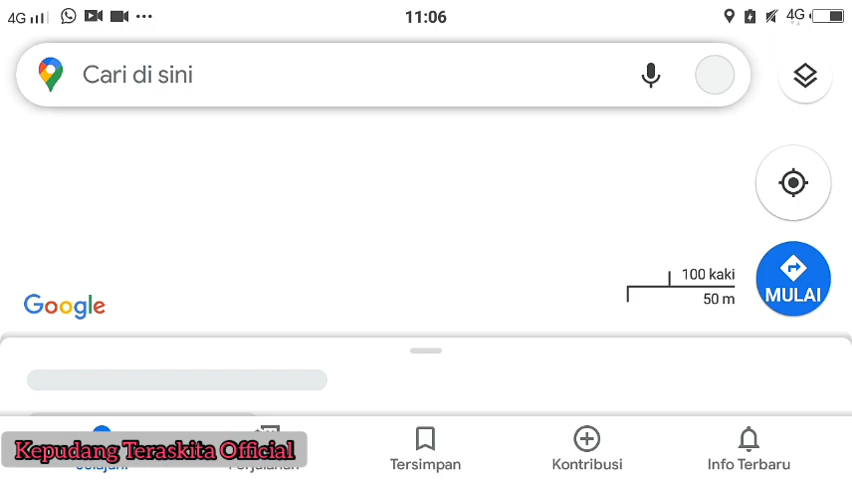 4G
11:06
4G
Cari di sini
100 kaki
50 m
MULAI
Google
Tersimpan
Kontribusi
Info Terbaru
Kepudang Teraskita Official